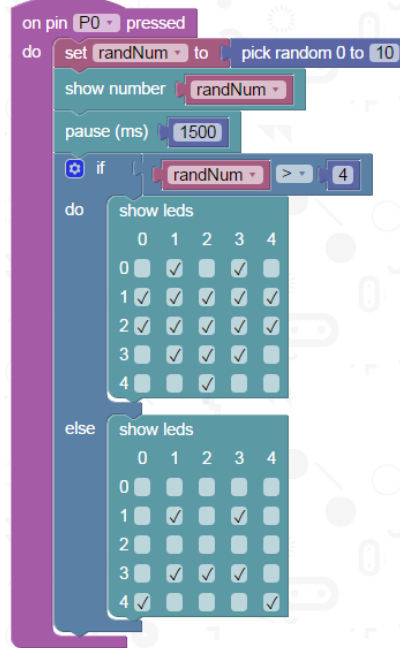 on pin P0 pressed
do set randNum to pick random 0 to 10
show number randNum
pause (ms) 1500
if randNum > 4
do show leds
0 1 2 3 4
0
1
2
3
4
else show leds
0 1 2 3 4
0
1
2
3
4